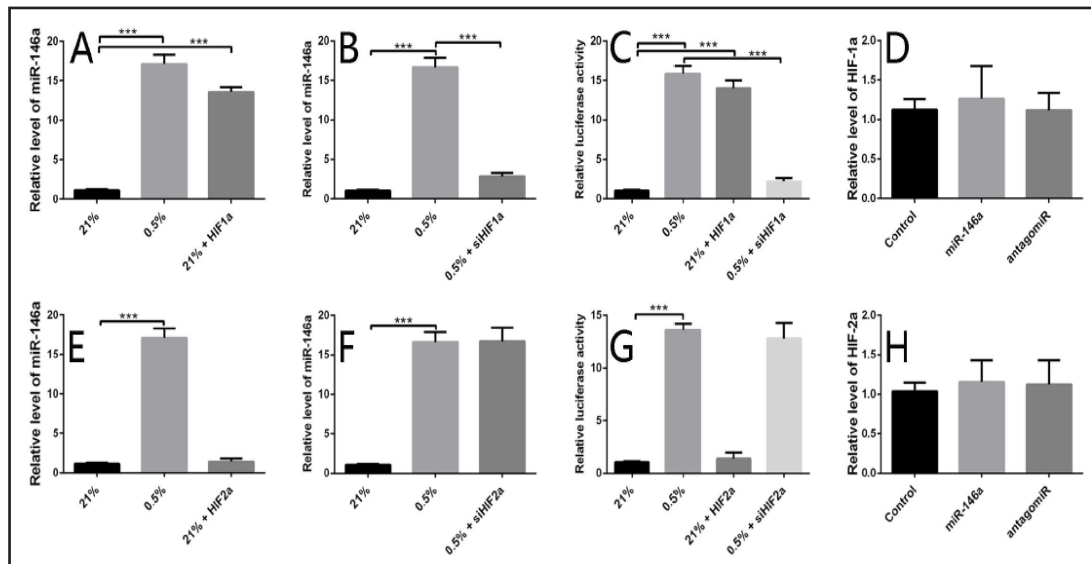 A
Relative level of miR-146a
20
15
10
5
0
***
***
21%
0.5%
21% + HIF1a
B
Relative level of miR-146a
20
15
10
5
0
***
***
21%
0.5%
0.5% + siHIF1a
C
Relative luciferase activity
20
15
10
5
0
***
***
***
21%
0.5%
21% + HIF1a
0.5% + siHIF1a
D
Relative level of HIF-1a
2.0
1.5
1.0
0.5
0.0
Control
miR-146a
antagomiR
E
Relative level of miR-146a
20
15
10
5
0
***
21%
0.5%
21% + HIF2a
F
Relative level of miR-146a
20
15
10
5
0
***
21%
0.5%
0.5% + siHIF2a
G
Relative luciferase activity
15
10
5
0
***
21%
0.5%
21% + HIF2a
0.5% + siHIF2a
H
Relative level of HIF-2a
2.0
1.5
1.0
0.5
0.0
Control
miR-146a
antagomiR